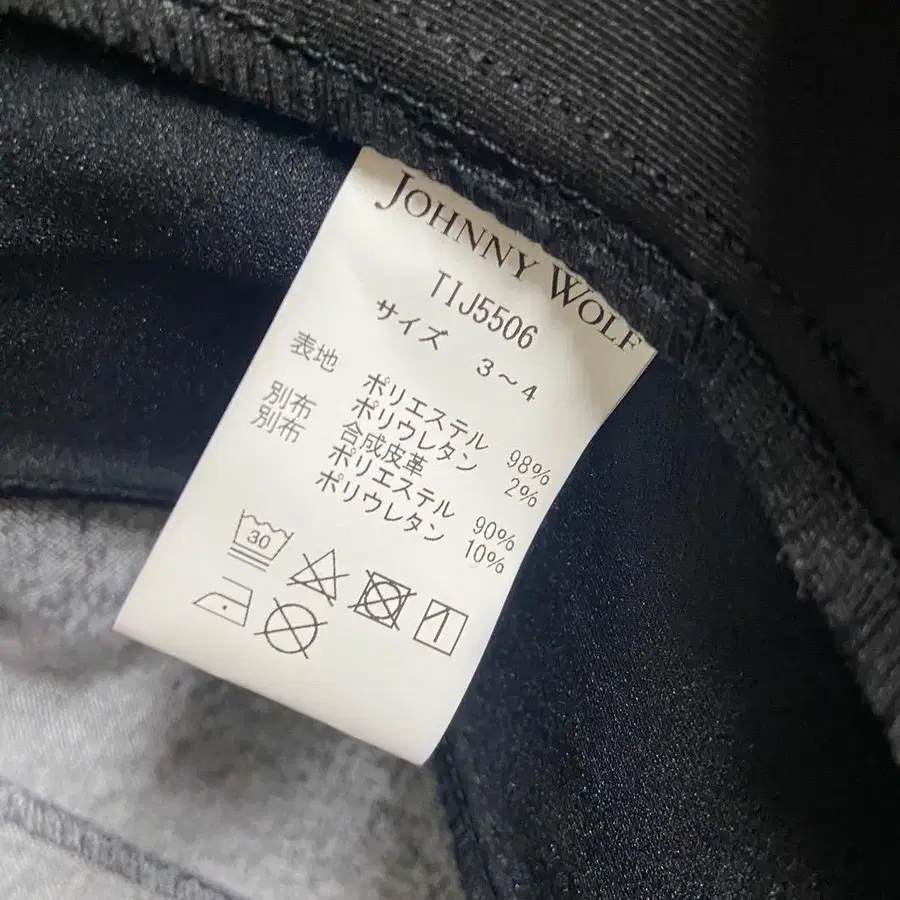 JOHNNY WOLF
TIJ5506
サイズ 3～4
表地 ポリエステル 98%
ポリウレタン 2%
別布 合成皮革
別布 ポリエステル 90%
ポリウレタン 10%
30